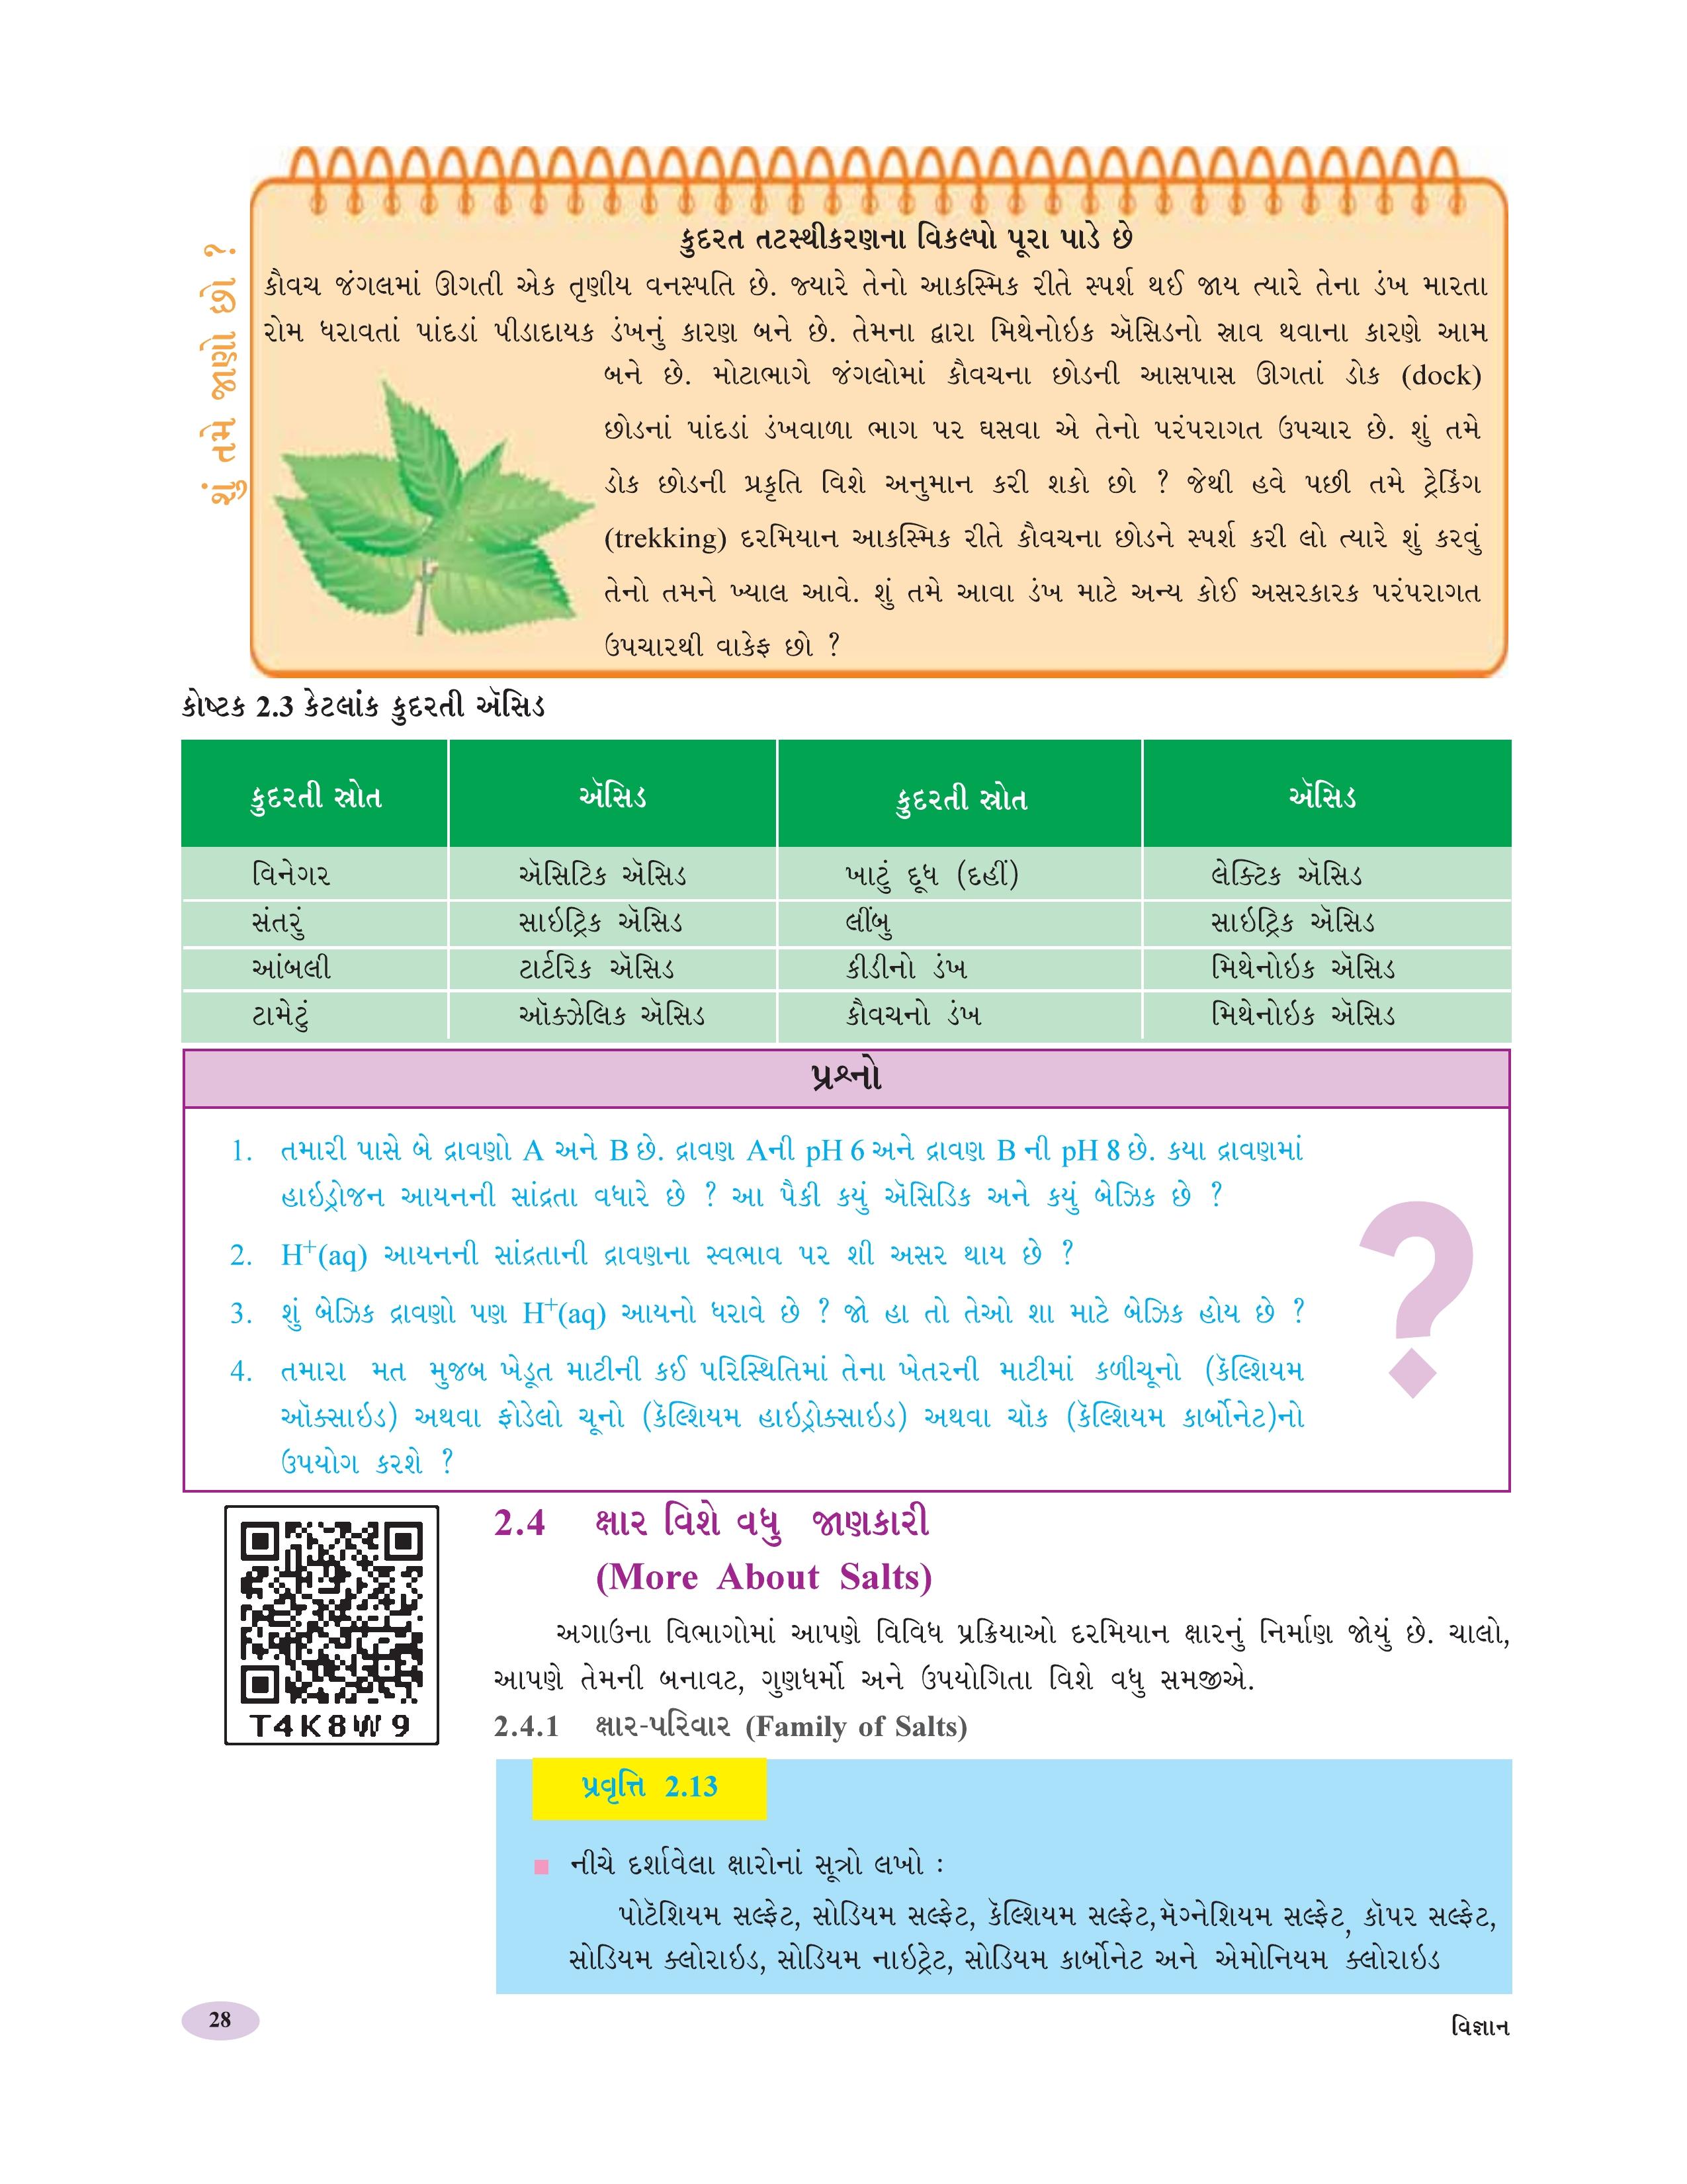 શું તમે જાણો છો ?
કુદરત તટસ્થીકરણના વિકલ્પો પૂરા પાડે છે
કૌવચ જંગલમાં ઊગતી એક તૃણીય વનસ્પતિ છે. જ્યારે તેનો આકસ્મિક રીતે સ્પર્શ થઈ જાય ત્યારે તેના ડંખ મારતા
રોમ ધરાવતાં પાંદડાં પીડાદાયક ડંખનું કારણ બને છે. તેમના દ્વારા મિથેનોઇક ઍસિડનો સ્રાવ થવાના કારણે આમ
બને છે. મોટાભાગે જંગલોમાં કૌવચના છોડની આસપાસ ઊગતાં ડોક (dock)
છોડનાં પાંદડાં ડંખવાળા ભાગ પર ઘસવા એ તેનો પરંપરાગત ઉપચાર છે. શું તમે
ડોક છોડની પ્રકૃતિ વિશે અનુમાન કરી શકો છો ? જેથી હવે પછી તમે ટ્રેકિંગ
(trekking) દરમિયાન આકસ્મિક રીતે કૌવચના છોડને સ્પર્શ કરી લો ત્યારે શું કરવું
તેનો તમને ખ્યાલ આવે. શું તમે આવા ડંખ માટે અન્ય કોઈ અસરકારક પરંપરાગત
ઉપચારથી વાકેફ છો ?
કોષ્ટક 2.3 કેટલાંક કુદરતી ઍસિડ
કુદરતી સ્રોત ઍસિડ કુદરતી સ્રોત ઍસિડ
વિનેગર ઍસિટિક ઍસિડ ખાટું દૂધ (દહીં) લેક્ટિક ઍસિડ
સંતરું સાઇટ્રિક ઍસિડ લીંબુ સાઇટ્રિક ઍસિડ
આંબલી ટાર્ટરિક ઍસિડ કીડીનો ડંખ મિથેનોઇક ઍસિડ
ટામેટું ઑક્ઝેલિક ઍસિડ કૌવચનો ડંખ મિથેનોઇક ઍસિડ
પ્રશ્નો
1. તમારી પાસે બે દ્રાવણો A અને B છે. દ્રાવણ Aની pH 6 અને દ્રાવણ B ની pH 8 છે. કયા દ્રાવણમાં
હાઇડ્રોજન આયનની સાંદ્રતા વધારે છે ? આ પૈકી કયું ઍસિડિક અને કયું બેઝિક છે ?
2. H⁺(aq) આયનની સાંદ્રતાની દ્રાવણના સ્વભાવ પર શી અસર થાય છે ?
3. શું બેઝિક દ્રાવણો પણ H⁺(aq) આયનો ધરાવે છે ? જો હા તો તેઓ શા માટે બેઝિક હોય છે ?
4. તમારા મત મુજબ ખેડૂત માટીની કઈ પરિસ્થિતિમાં તેના ખેતરની માટીમાં કળીચૂનો (કૅલ્શિયમ
ઑક્સાઇડ) અથવા ફોડેલો ચૂનો (કૅલ્શિયમ હાઇડ્રોક્સાઇડ) અથવા ચૉક (કૅલ્શિયમ કાર્બોનેટ)નો
ઉપયોગ કરશે ?
?
T4K8W9
2.4 ક્ષાર વિશે વધુ જાણકારી
(More About Salts)
અગાઉના વિભાગોમાં આપણે વિવિધ પ્રક્રિયાઓ દરમિયાન ક્ષારનું નિર્માણ જોયું છે. ચાલો,
આપણે તેમની બનાવટ, ગુણધર્મો અને ઉપયોગિતા વિશે વધુ સમજીએ.
2.4.1 ક્ષાર-પરિવાર (Family of Salts)
પ્રવૃત્તિ 2.13
નીચે દર્શાવેલા ક્ષારોનાં સૂત્રો લખો :
પોટૅશિયમ સલ્ફેટ, સોડિયમ સલ્ફેટ, કૅલ્શિયમ સલ્ફેટ, મૅગ્નેશિયમ સલ્ફેટ, કૉપર સલ્ફેટ,
સોડિયમ ક્લોરાઇડ, સોડિયમ નાઇટ્રેટ, સોડિયમ કાર્બોનેટ અને એમોનિયમ ક્લોરાઇડ
28
વિજ્ઞાન